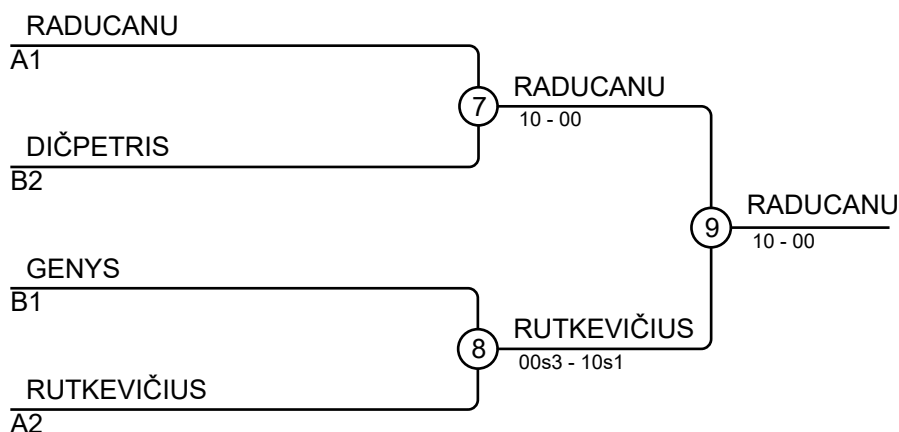 RADUCANU
A1
7
RADUCANU
10 - 00
DIČPETRIS
B2
9
RADUCANU
10 - 00
GENYS
B1
8
RUTKEVIČIUS
00s3 - 10s1
RUTKEVIČIUS
A2